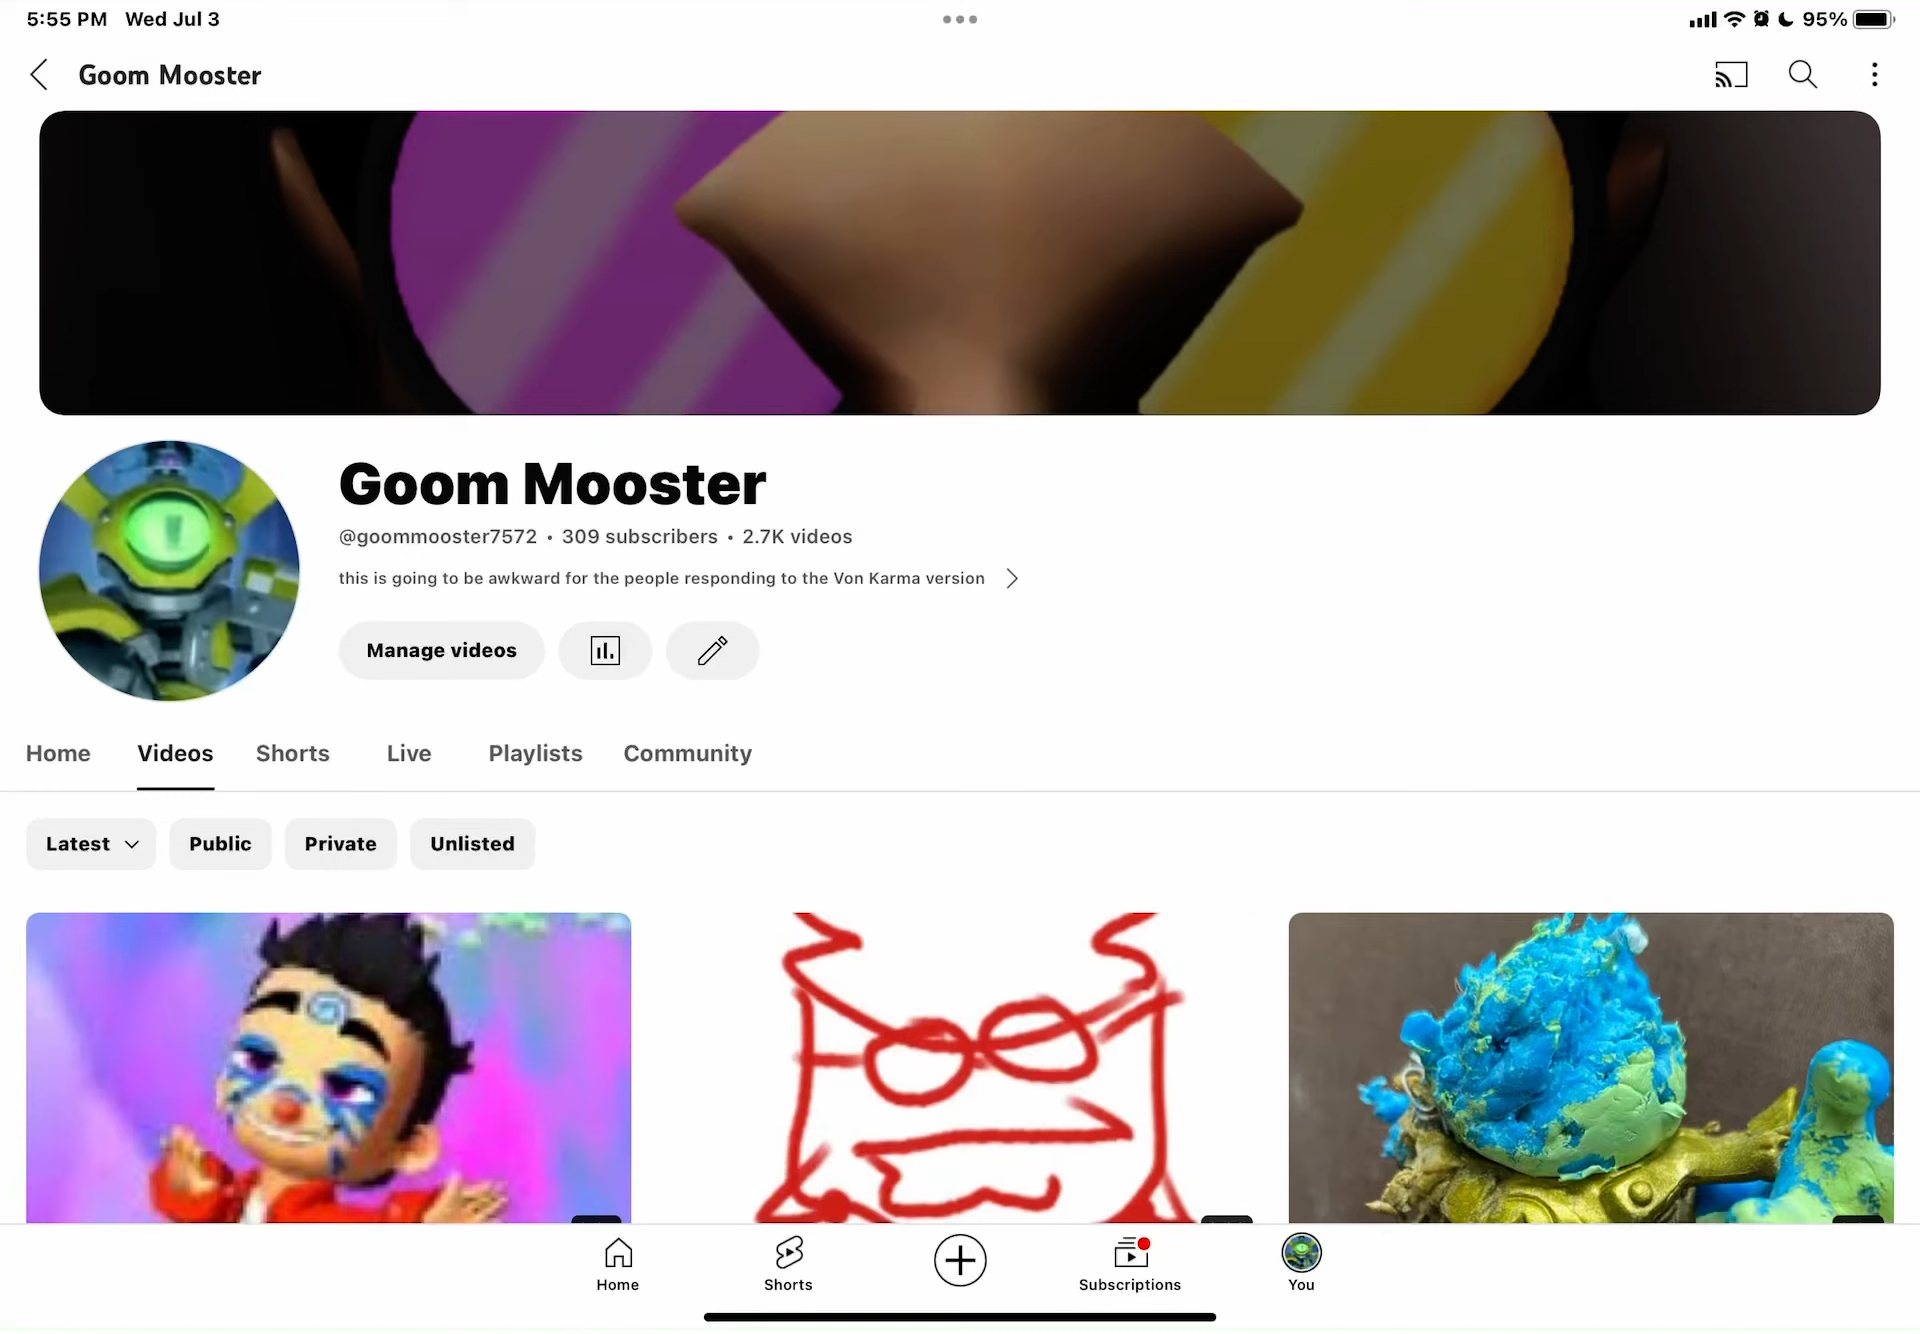 5:55 PM Wed Jul 3
95%
Goom Mooster
Goom Mooster
@goommooster7572 • 309 subscribers • 2.7K videos
this is going to be awkward for the people responding to the Von Karma version
Manage videos
Home Videos Shorts Live Playlists Community
Latest Public Private Unlisted
Home Shorts Subscriptions You